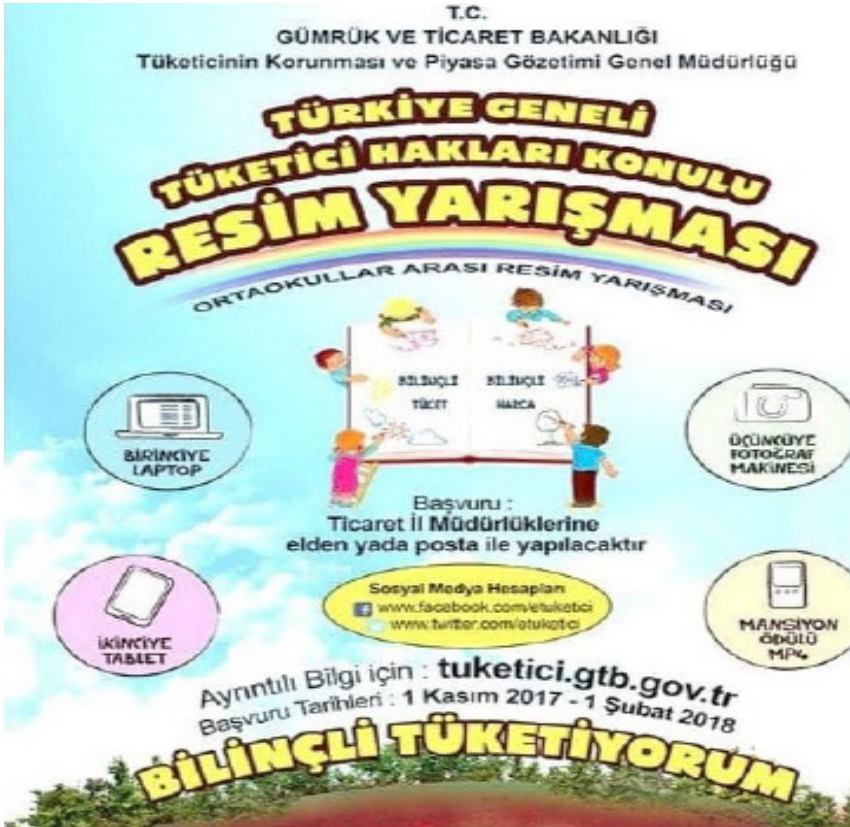 T.C.
GÜMRÜK VE TİCARET BAKANLIĞI
Tüketicinin Korunması ve Piyasa Gözetimi Genel Müdürlüğü
TÜRKİYE GENELİ
TÜKETİCİ HAKLARI KONULU
RESİM YARIŞMASI
ORTAOKULLAR ARASI RESİM YARIŞMASI
BİLİNÇLİ TÜKET
BİLİNÇLİ HARCA
BİRİNCİYE
LAPTOP
ÜÇÜNCÜYE
FOTOĞRAF
MAKİNESİ
Başvuru :
Ticaret İl Müdürlüklerine
elden yada posta ile yapılacaktır
İKİNCİYE
TABLET
Sosyal Medya Hesapları
www.facebook.com/etuketici
www.twitter.com/etuketici
MANSİYON
ÖDÜLÜ
MP4
Ayrıntılı Bilgi için : tuketici.gtb.gov.tr
Başvuru Tarihleri : 1 Kasım 2017 - 1 Şubat 2018
BİLİNÇLİ TÜKETİYORUM